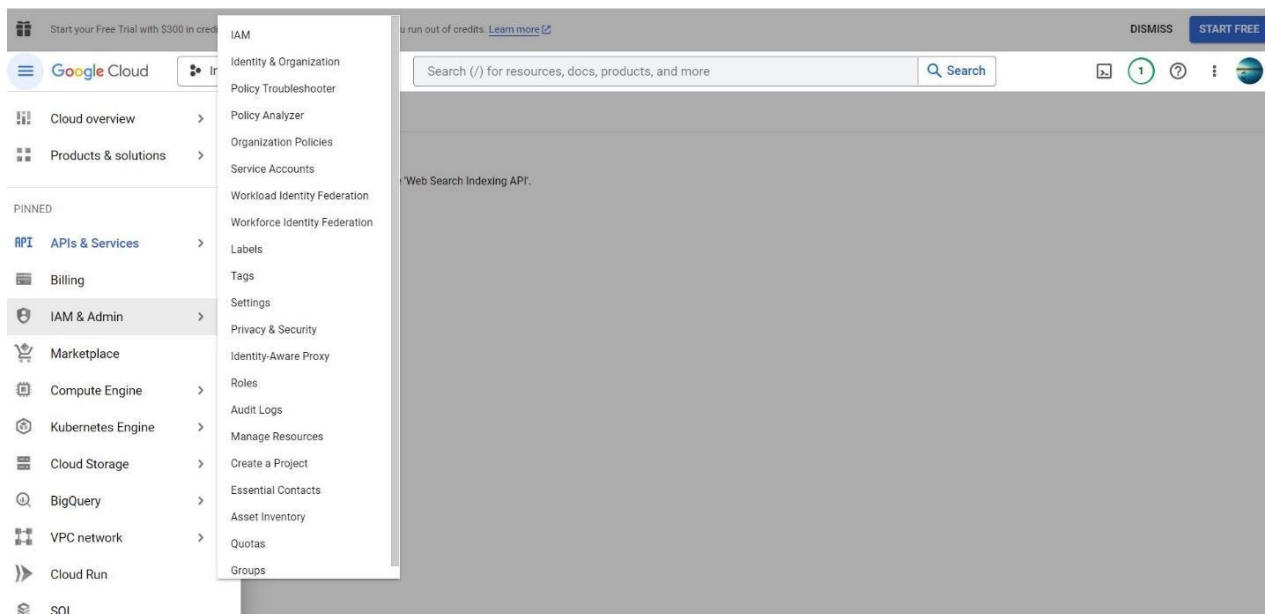 Start your Free Trial with $300 in credi
u run out of credits. Learn more
DISMISS
START FREE
Google Cloud
Search (/) for resources, docs, products, and more
Search
1
Cloud overview
Products & solutions
PINNED
API APIs & Services
Billing
IAM & Admin
Marketplace
Compute Engine
Kubernetes Engine
Cloud Storage
BigQuery
VPC network
Cloud Run
SQL
IAM
Identity & Organization
Policy Troubleshooter
Policy Analyzer
Organization Policies
Service Accounts
Workload Identity Federation
Workforce Identity Federation
Labels
Tags
Settings
Privacy & Security
Identity-Aware Proxy
Roles
Audit Logs
Manage Resources
Create a Project
Essential Contacts
Asset Inventory
Quotas
Groups
'Web Search Indexing API'.